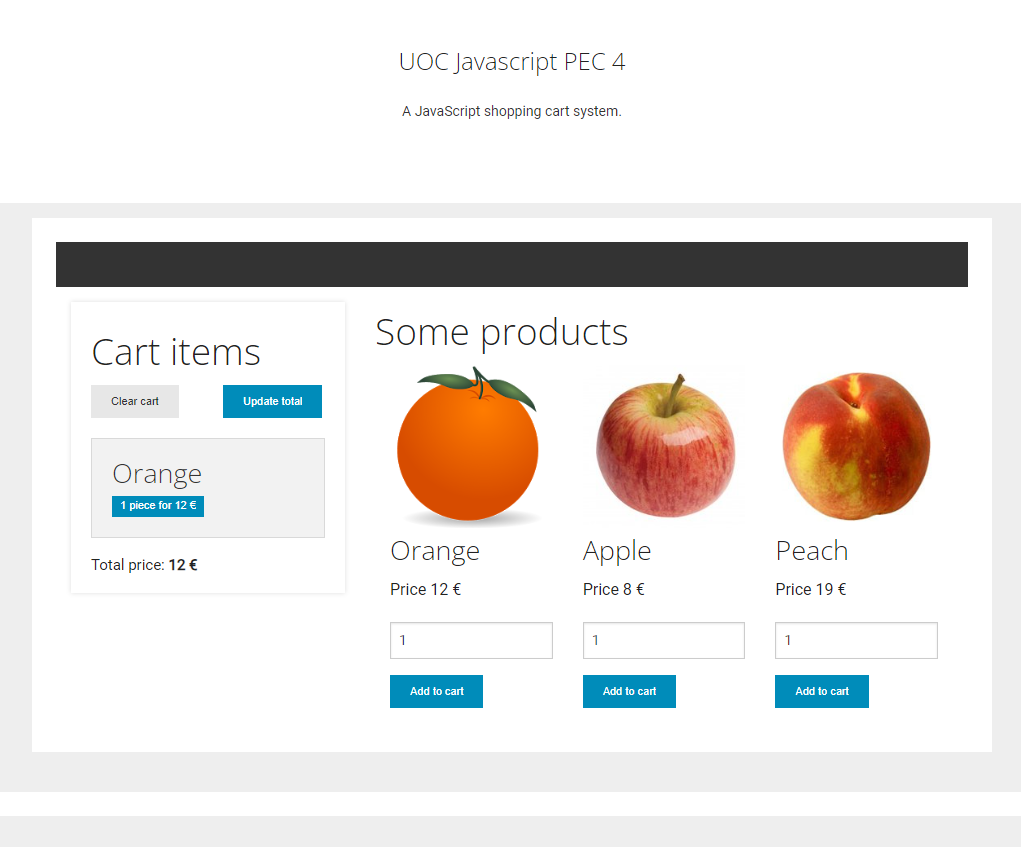 UOC Javascript PEC 4
A JavaScript shopping cart system.
Cart items
Clear cart
Update total
Orange
1 piece for 12 €
Total price: 12 €
Some products
Orange
Price 12 €
1
Add to cart
Apple
Price 8 €
1
Add to cart
Peach
Price 19 €
1
Add to cart